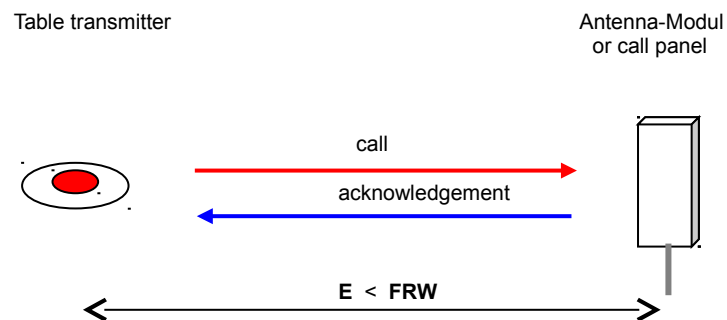 Table transmitter
Antenna-Modul
or call panel
call
acknowledgement
E < FRW